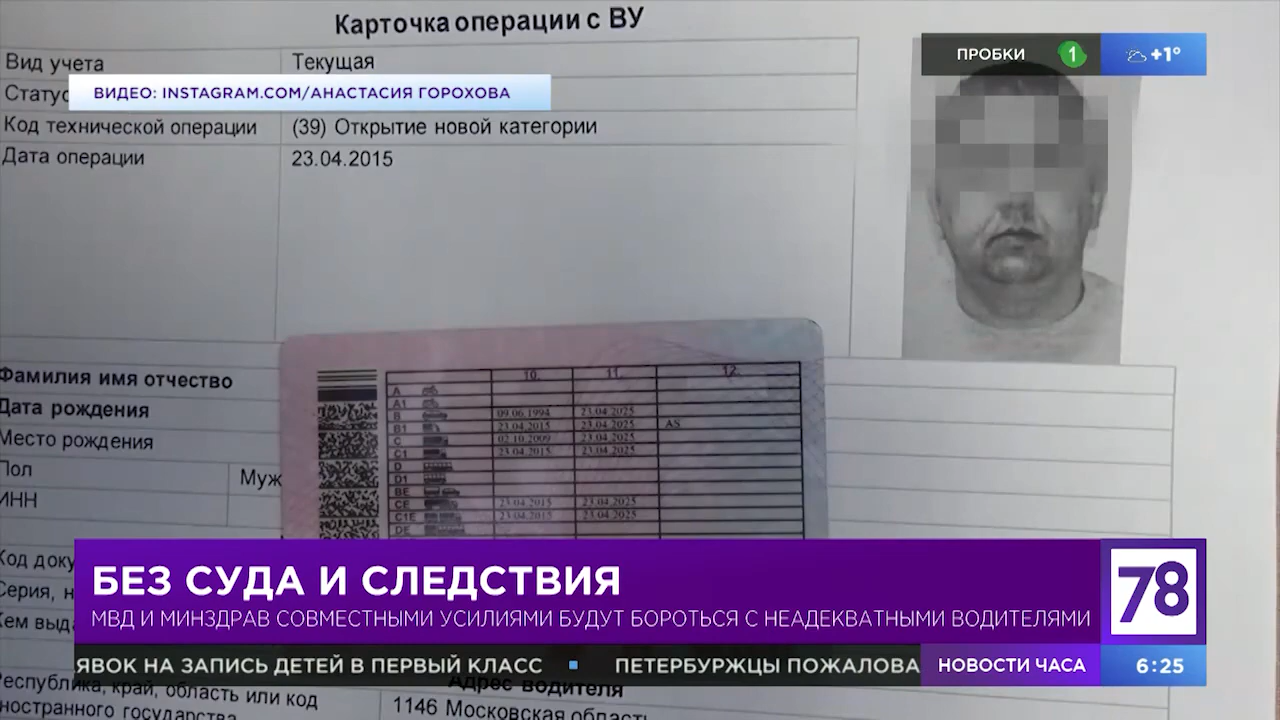 Карточка операции с ВУ
ПРОБКИ 1 +1°
Вид учета Текущая
Статус
ВИДЕО: INSTAGRAM.COM/АНАСТАСИЯ ГОРОХОВА
Код технической операции (39) Открытие новой категории
Дата операции 23.04.2015
Фамилия имя отчество
Дата рождения
Место рождения
Пол Муж
ИНН
10. 11. 12.
A
A1
B 09.06.1994 23.04.2025
B1 23.04.2015 23.04.2025 AS
C 02.10.2009 23.04.2025
C1 23.04.2015 23.04.2025
D
D1
BE
CE 23.04.2015 23.04.2025
C1E 23.04.2015 23.04.2025
DE
Код доку
Серия, н
Кем выда
БЕЗ СУДА И СЛЕДСТВИЯ
МВД И МИНЗДРАВ СОВМЕСТНЫМИ УСИЛИЯМИ БУДУТ БОРОТЬСЯ С НЕАДЕКВАТНЫМИ ВОДИТЕЛЯМИ
78
ЯВОК НА ЗАПИСЬ ДЕТЕЙ В ПЕРВЫЙ КЛАСС ПЕТЕРБУРЖЦЫ ПОЖАЛОВА
НОВОСТИ ЧАСА 6:25
Адрес водителя
Республика, край, область или код
иностранного государства
1146 Московская област